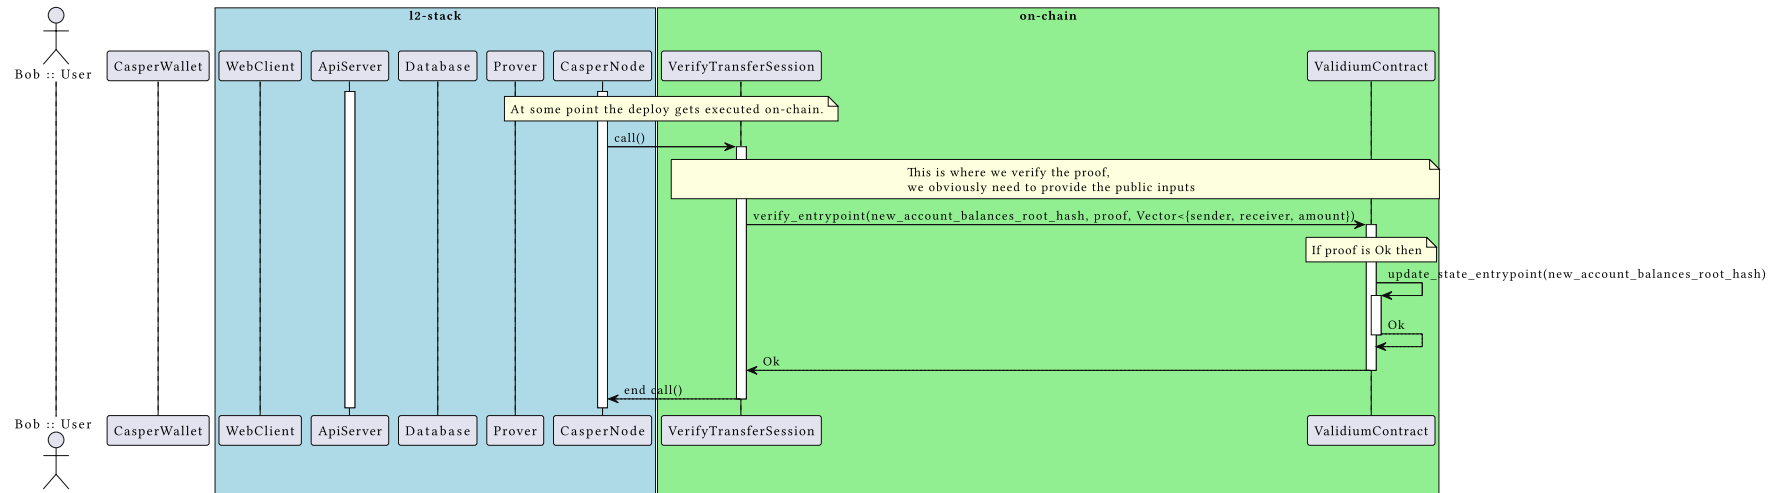 l2-stack
on-chain
Bob :: User
CasperWallet
WebClient
ApiServer
Database
Prover
CasperNode
VerifyTransferSession
ValidiumContract
At some point the deploy gets executed on-chain.
call()
This is where we verify the proof,
we obviously need to provide the public inputs
verify_entrypoint(new_account_balances_root_hash, proof, Vector<{sender, receiver, amount})
If proof is Ok then
update_state_entrypoint(new_account_balances_root_hash)
Ok
Ok
end call()
Bob :: User
CasperWallet
WebClient
ApiServer
Database
Prover
CasperNode
VerifyTransferSession
ValidiumContract